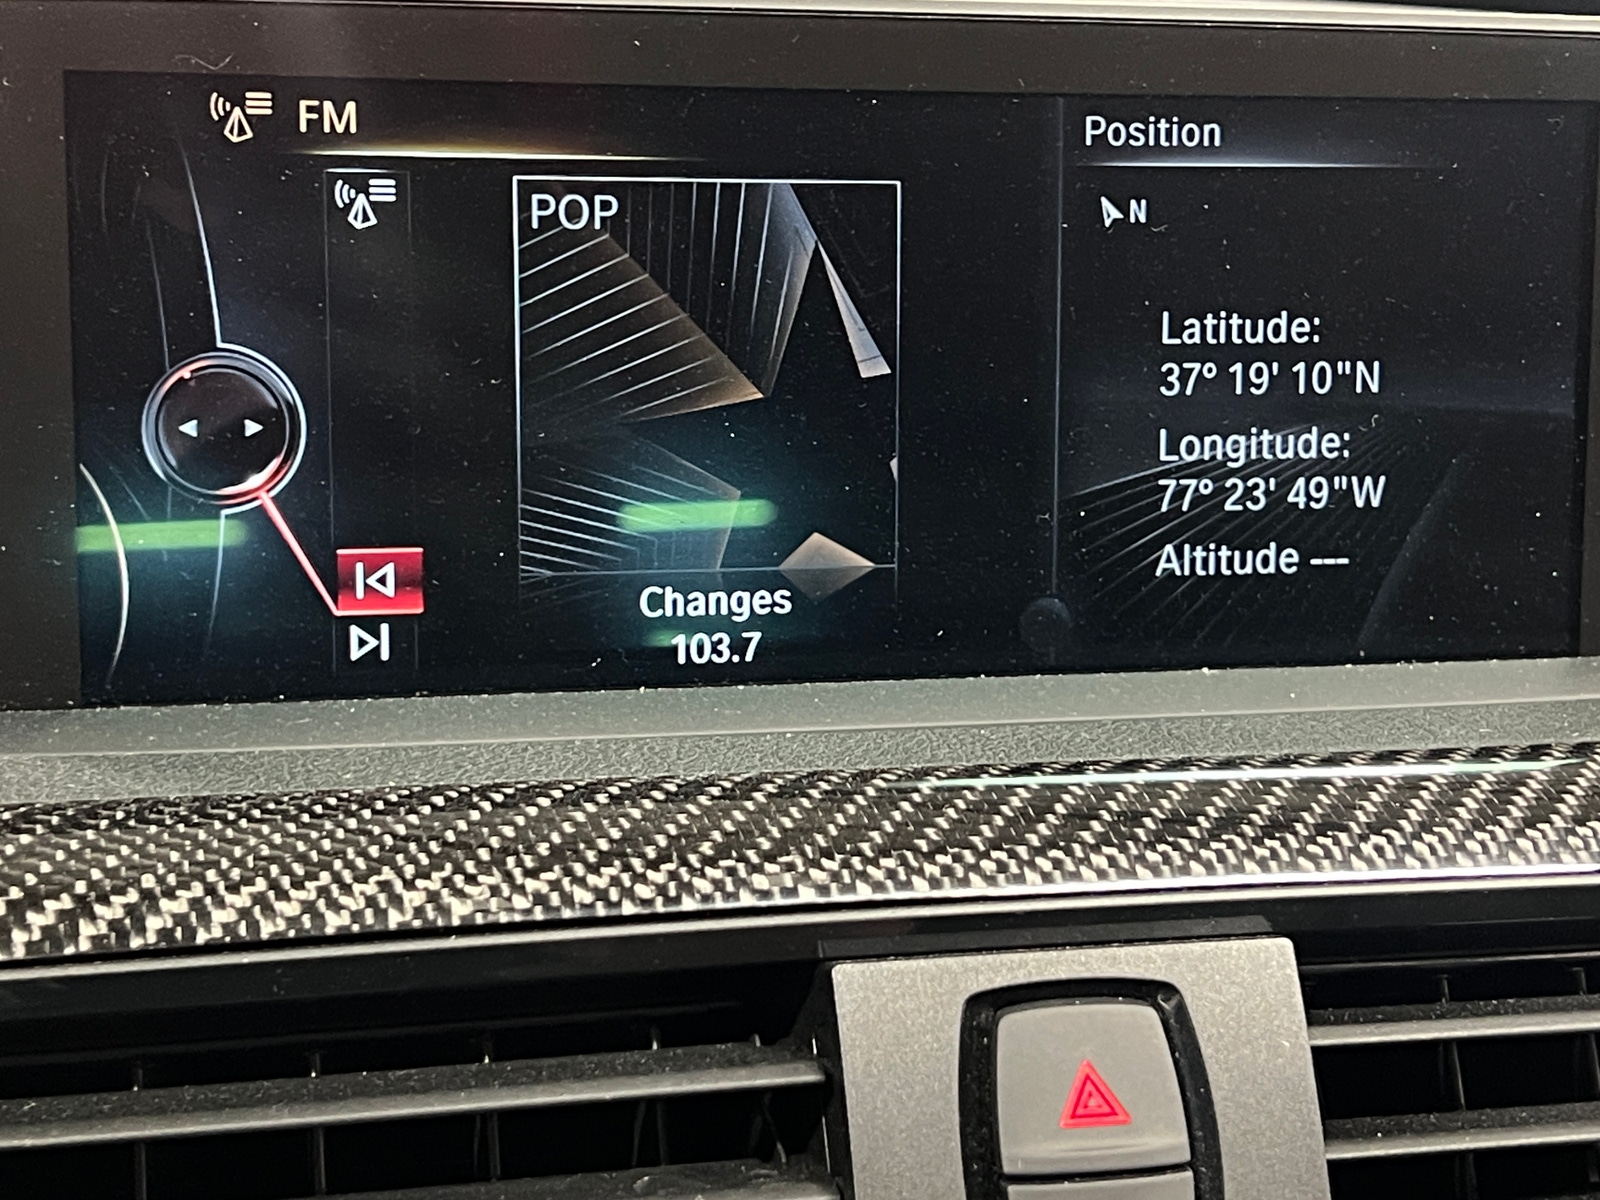 FM
POP
Changes
103.7
Position
N
Latitude:
37° 19' 10"N
Longitude:
77° 23' 49"W
Altitude ---